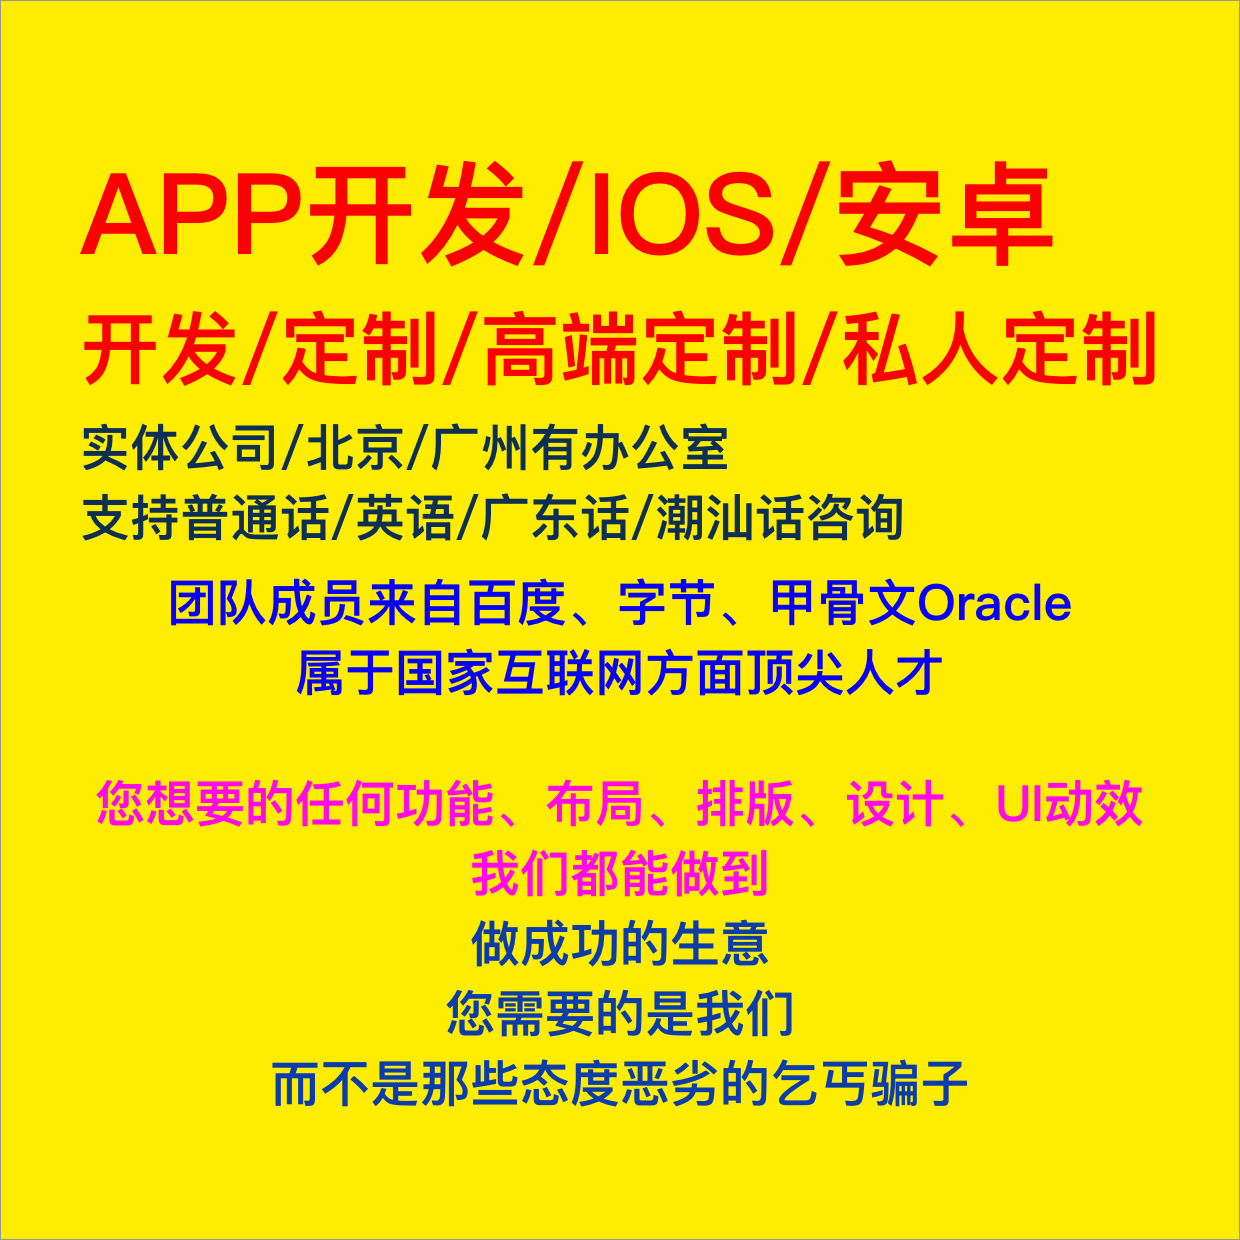 APP开发/IOS/安卓
开发/定制/高端定制/私人定制
实体公司/北京/广州有办公室
支持普通话/英语/广东话/潮汕话咨询
团队成员来自百度、字节、甲骨文Oracle
属于国家互联网方面顶尖人才
您想要的任何功能、布局、排版、设计、UI动效
我们都能做到
做成功的生意
您需要的是我们
而不是那些态度恶劣的乞丐骗子